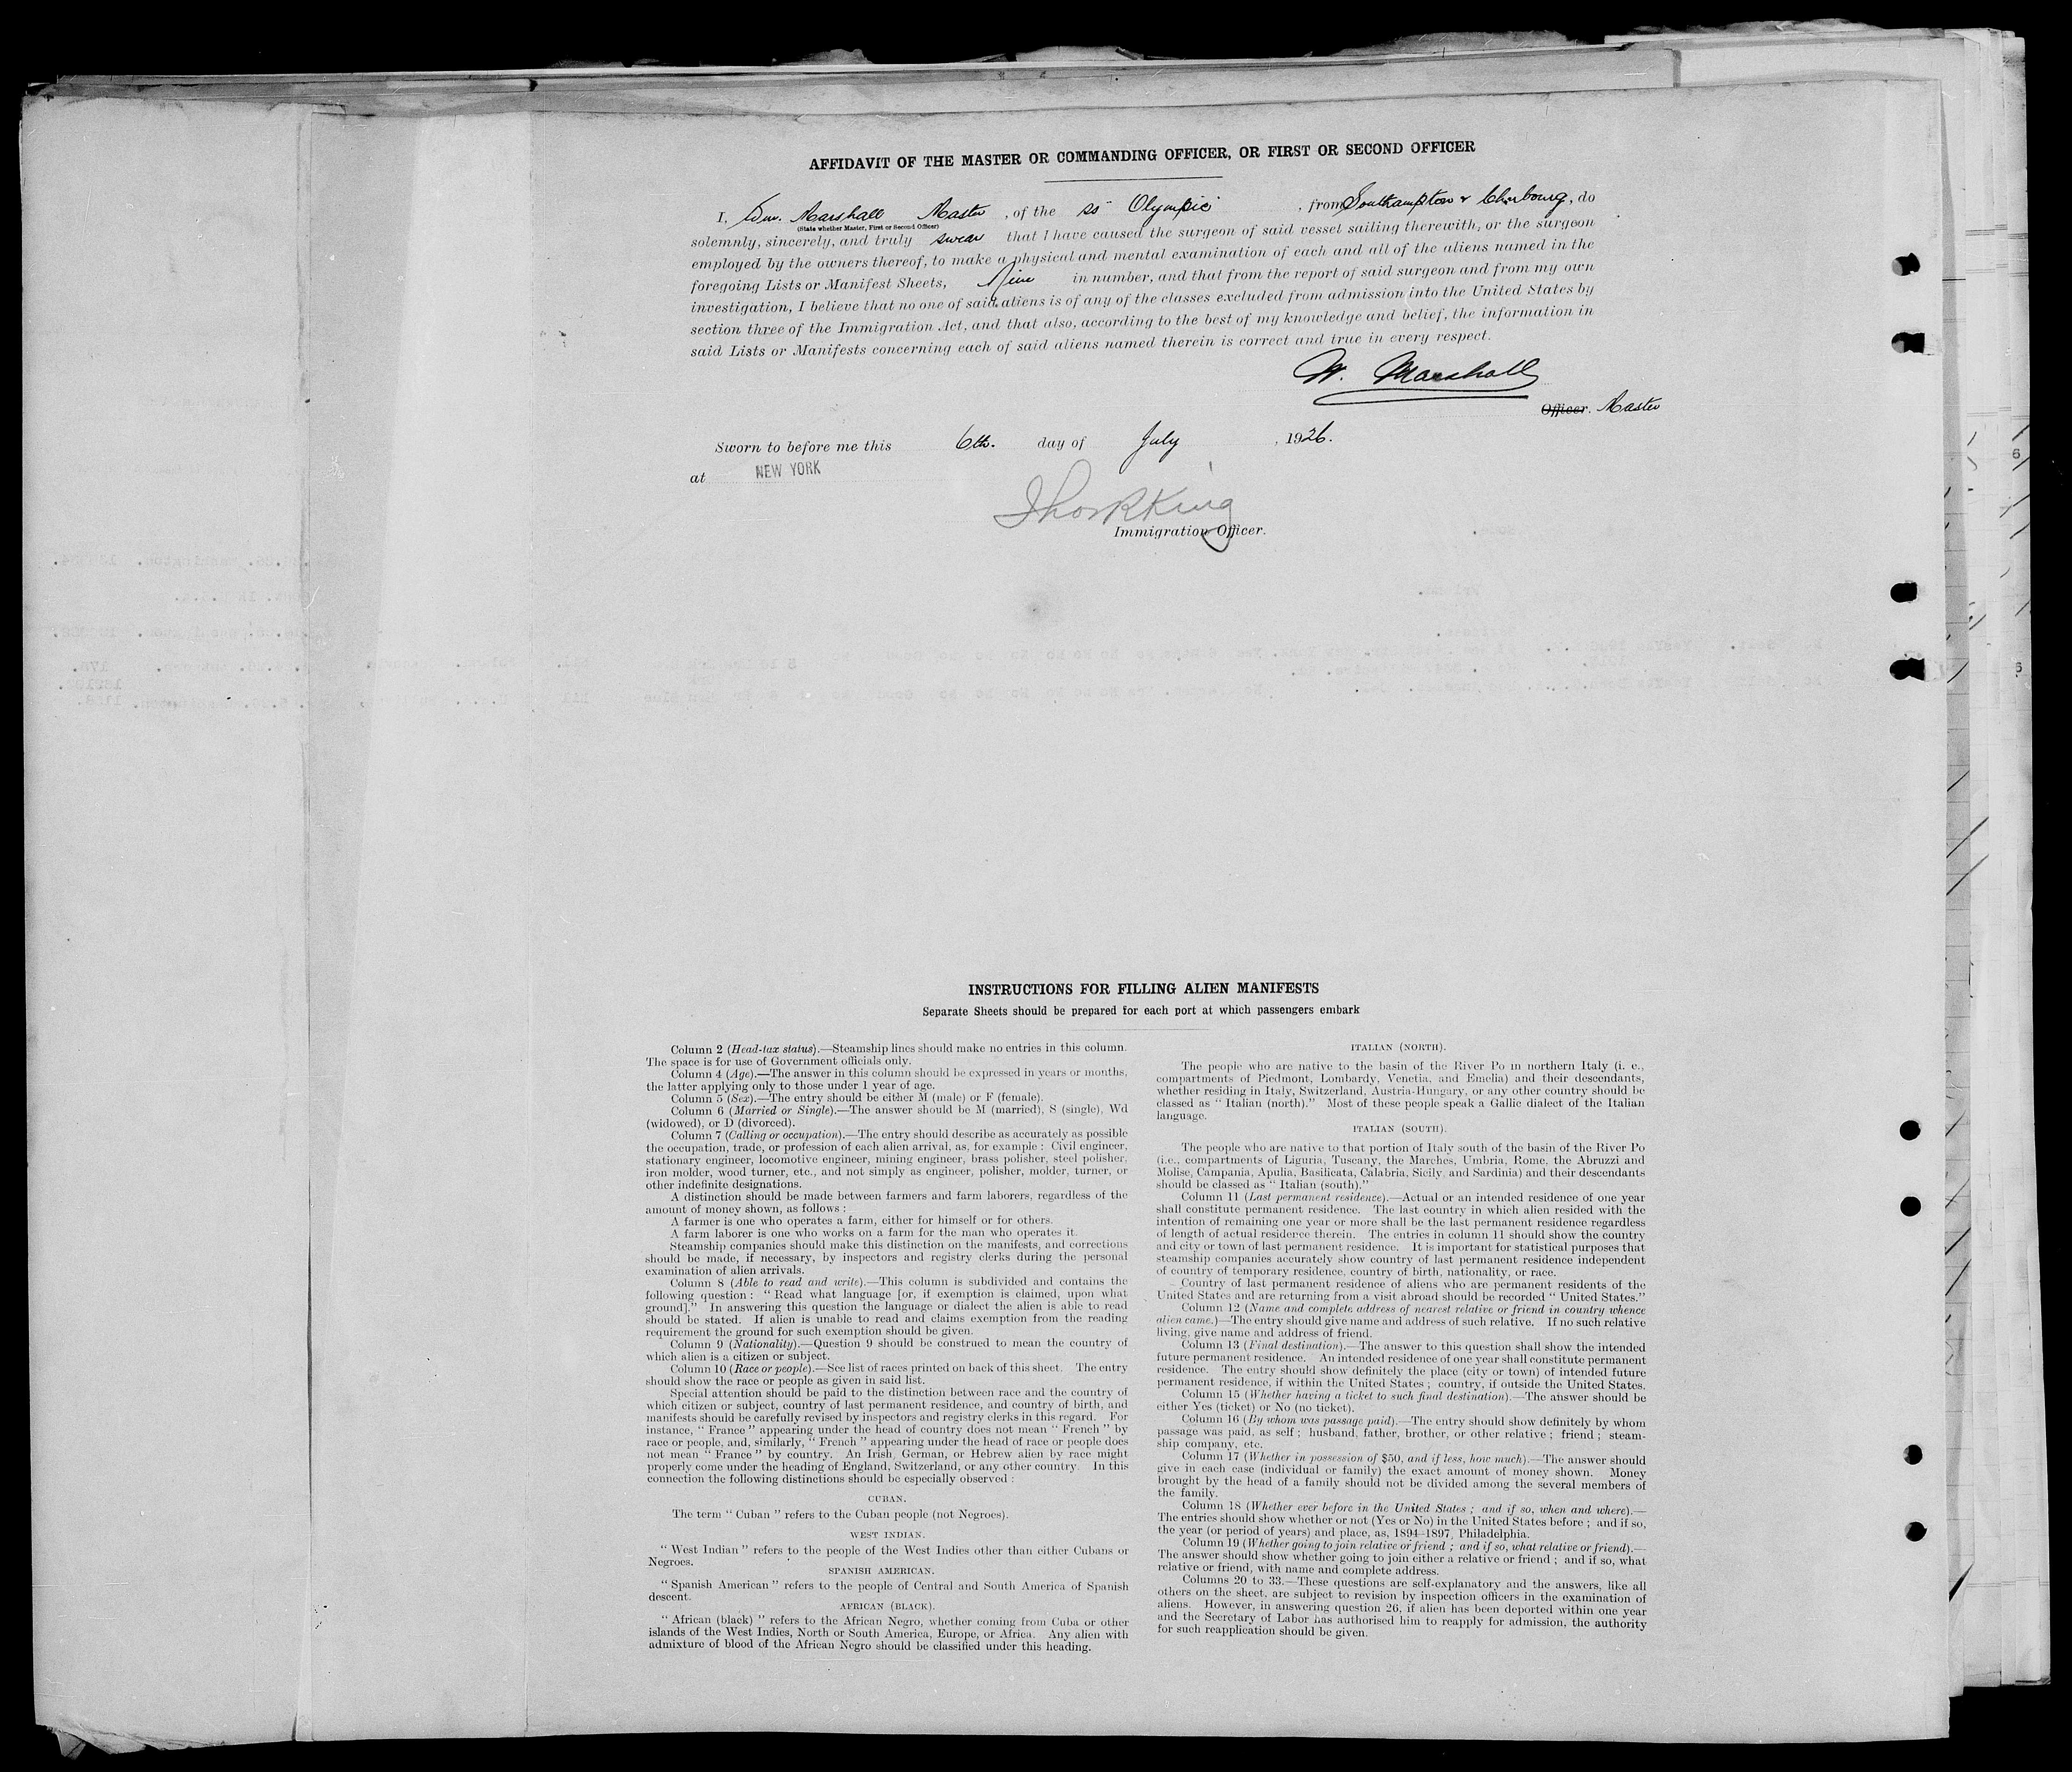 AFFIDAVIT OF THE MASTER OR COMMANDING OFFICER, OR FIRST OR SECOND OFFICER
I, Wm. Marshall Master , of the ss Olympic , from Southampton & Cherbourg, do
(State whether Master, First or Second Officer)
solemnly, sincerely, and truly swear that I have caused the surgeon of said vessel sailing therewith, or the surgeon
employed by the owners thereof, to make a physical and mental examination of each and all of the aliens named in the
foregoing Lists or Manifest Sheets, in number, and that from the report of said surgeon and from my own
investigation, I believe that no one of said aliens is of any of the classes excluded from admission into the United States by
section three of the Immigration Act, and that also, according to the best of my knowledge and belief, the information in
said Lists or Manifests concerning each of said aliens named therein is correct and true in every respect.
W. Marshall
Officer. Master
Sworn to before me this 6th. day of July , 1926.
at NEW YORK
Immigration Officer.
INSTRUCTIONS FOR FILLING ALIEN MANIFESTS
Separate Sheets should be prepared for each port at which passengers embark
Column 2 (Head-tax status).—Steamship lines should make no entries in this column.
The space is for use of Government officials only.
Column 4 (Age).—The answer in this column should be expressed in years or months,
the latter applying only to those under 1 year of age.
Column 5 (Sex).—The entry should be either M (male) or F (female).
Column 6 (Married or Single).—The answer should be M (married), S (single), Wd
(widowed), or D (divorced).
Column 7 (Calling or occupation).—The entry should describe as accurately as possible
the occupation, trade, or profession of each alien arrival, as, for example : Civil engineer,
stationary engineer, locomotive engineer, mining engineer, brass polisher, steel polisher,
iron molder, wood turner, etc., and not simply as engineer, polisher, molder, turner, or
other indefinite designations.
A distinction should be made between farmers and farm laborers, regardless of the
amount of money shown, as follows :
A farmer is one who operates a farm, either for himself or for others.
A farm laborer is one who works on a farm for the man who operates it.
Steamship companies should make this distinction on the manifests, and corrections
should be made, if necessary, by inspectors and registry clerks during the personal
examination of alien arrivals.
Column 8 (Able to read and write).—This column is subdivided and contains the
following question : “ Read what language [or, if exemption is claimed, upon what
ground].” In answering this question the language or dialect the alien is able to read
should be stated. If alien is unable to read and claims exemption from the reading
requirement the ground for such exemption should be given.
Column 9 (Nationality).—Question 9 should be construed to mean the country of
which alien is a citizen or subject.
Column 10 (Race or people).—See list of races printed on back of this sheet. The entry
should show the race or people as given in said list.
Special attention should be paid to the distinction between race and the country of
which citizen or subject, country of last permanent residence, and country of birth, and
manifests should be carefully revised by inspectors and registry clerks in this regard. For
instance, “ France ” appearing under the head of country does not mean “ French ” by
race or people, and, similarly, “ French ” appearing under the head of race or people does
not mean “ France ” by country. An Irish, German, or Hebrew alien by race might
properly come under the heading of England, Switzerland, or any other country. In this
connection the following distinctions should be especially observed :
CUBAN.
The term “ Cuban ” refers to the Cuban people (not Negroes).
WEST INDIAN.
“ West Indian ” refers to the people of the West Indies other than either Cubans or
Negroes.
SPANISH AMERICAN.
“ Spanish American ” refers to the people of Central and South America of Spanish
descent.
AFRICAN (BLACK).
“ African (black) ” refers to the African Negro, whether coming from Cuba or other
islands of the West Indies, North or South America, Europe, or Africa. Any alien with
admixture of blood of the African Negro should be classified under this heading.
ITALIAN (NORTH).
The people who are native to the basin of the River Po in northern Italy (i. e.,
compartments of Piedmont, Lombardy, Venetia, and Emelia) and their descendants,
whether residing in Italy, Switzerland, Austria-Hungary, or any other country should be
classed as “ Italian (north).” Most of these people speak a Gallic dialect of the Italian
language.
ITALIAN (SOUTH).
The people who are native to that portion of Italy south of the basin of the River Po
(i.e., compartments of Liguria, Tuscany, the Marches, Umbria, Rome, the Abruzzi and
Molise, Campania, Apulia, Basilicata, Calabria, Sicily, and Sardinia) and their descendants
should be classed as “ Italian (south).”
Column 11 (Last permanent residence).—Actual or an intended residence of one year
shall constitute permanent residence. The last country in which alien resided with the
intention of remaining one year or more shall be the last permanent residence regardless
of length of actual residence therein. The entries in column 11 should show the country
and city or town of last permanent residence. It is important for statistical purposes that
steamship companies accurately show country of last permanent residence independent
of country of temporary residence, country of birth, nationality, or race.
Country of last permanent residence of aliens who are permanent residents of the
United States and are returning from a visit abroad should be recorded “ United States.”
Column 12 (Name and complete address of nearest relative or friend in country whence
alien came.)—The entry should give name and address of such relative. If no such relative
living, give name and address of friend.
Column 13 (Final destination).—The answer to this question shall show the intended
future permanent residence. An intended residence of one year shall constitute permanent
residence. The entry should show definitely the place (city or town) of intended future
permanent residence, if within the United States ; country, if outside the United States.
Column 15 (Whether having a ticket to such final destination).—The answer should be
either Yes (ticket) or No (no ticket).
Column 16 (By whom was passage paid).—The entry should show definitely by whom
passage was paid, as self ; husband, father, brother, or other relative ; friend ; steam-
ship company, etc.
Column 17 (Whether in possession of $50, and if less, how much).—The answer should
give in each case (individual or family) the exact amount of money shown. Money
brought by the head of a family should not be divided among the several members of
the family.
Column 18 (Whether ever before in the United States ; and if so, when and where).—
The entries should show whether or not (Yes or No) in the United States before ; and if so,
the year (or period of years) and place, as, 1894–1897, Philadelphia.
Column 19 (Whether going to join relative or friend ; and if so, what relative or friend).—
The answer should show whether going to join either a relative or friend ; and if so, what
relative or friend, with name and complete address.
Columns 20 to 33.—These questions are self-explanatory and the answers, like all
others on the sheet, are subject to revision by inspection officers in the examination of
aliens. However, in answering question 26, if alien has been deported within one year
and the Secretary of Labor has authorised him to reapply for admission, the authority
for such reapplication should be given.